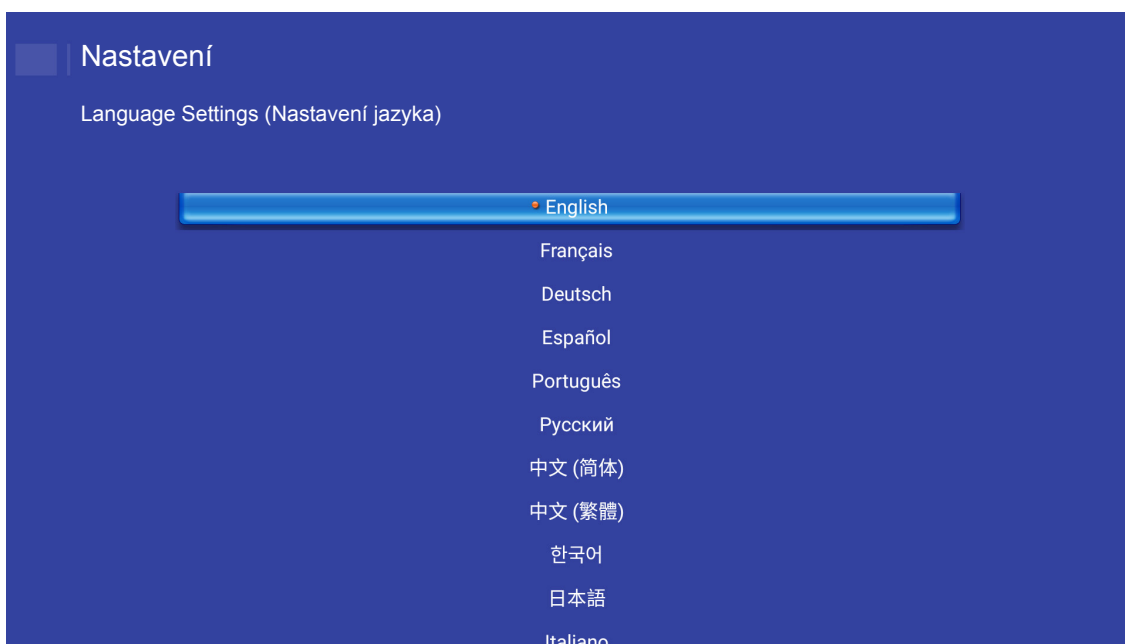 Nastavení
Language Settings (Nastavení jazyka)
English
Français
Deutsch
Español
Português
Русский
中文 (简体)
中文 (繁體)
한국어
日本語
Italiano